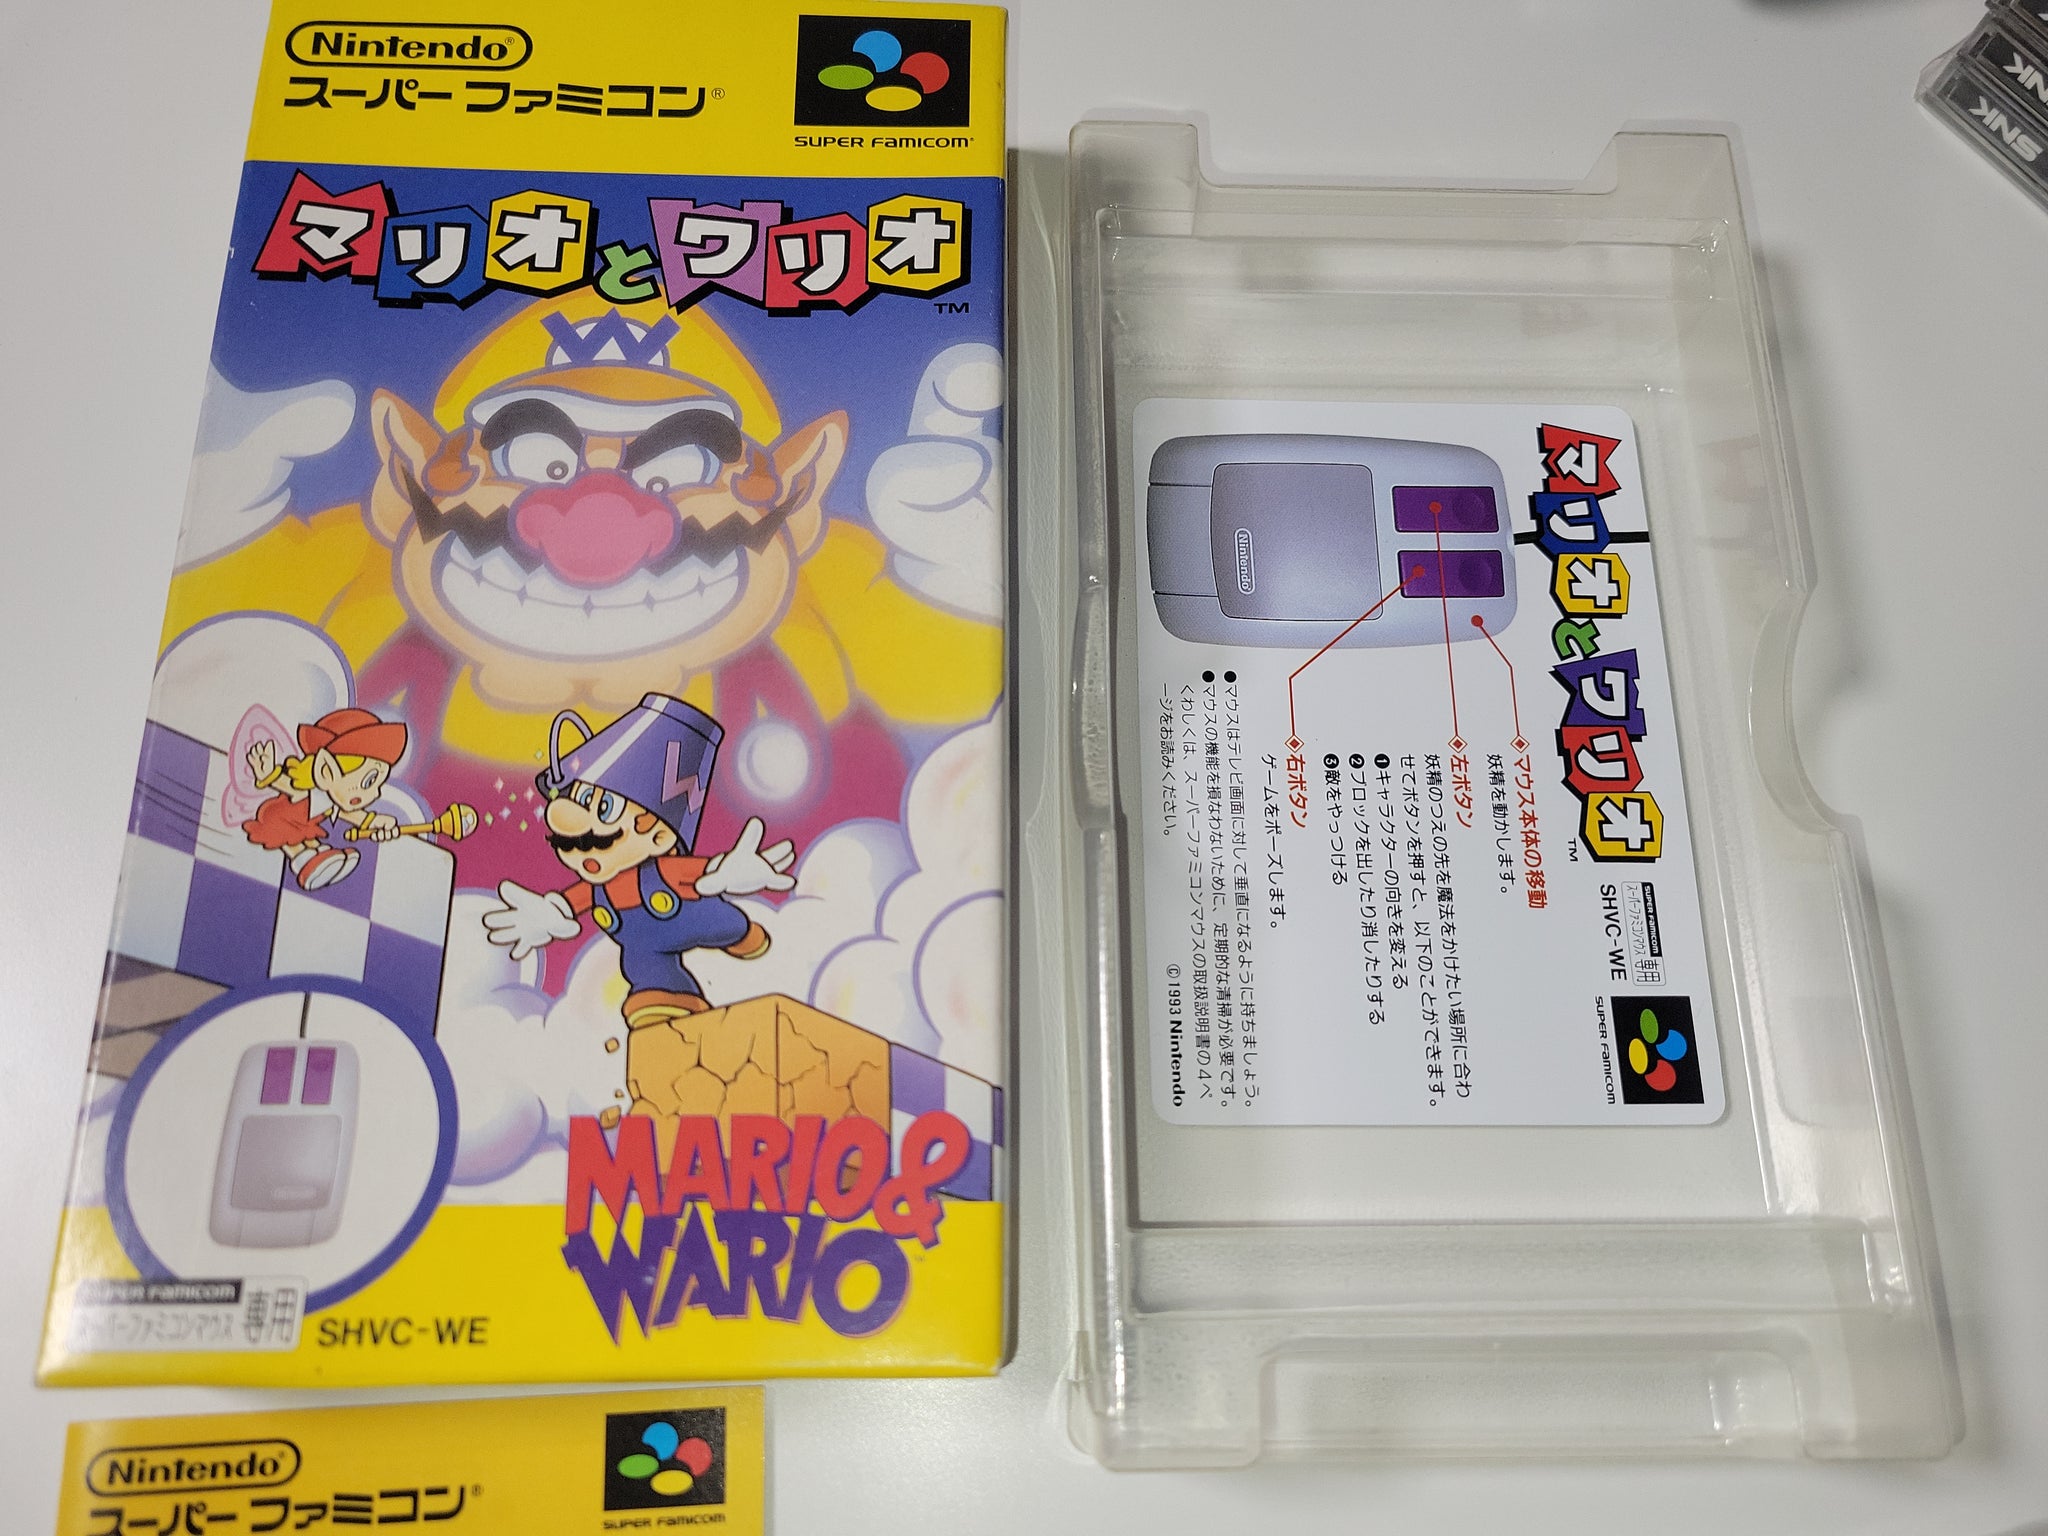 Nintendo®
スーパーファミコン®
SUPER FAMICOM®
マリオとワリオ
TM
W
MARIO &
WARIO™
SUPER FAMICOM
スーパーファミコンマウス 専用
SHVC-WE
Nintendo®
スーパーファミコン®
SUPER FAMICOM
マリオとワリオ
TM
SUPER FAMICOM
スーパーファミコンマウス 専用
SHVC-WE
SUPER FAMICOM
Nintendo
◈マウス本体の移動
妖精を動かします。
◈左ボタン
妖精のつえの先を魔法をかけたい場所に合わ
せてボタンを押すと、以下のことができます。
❶キャラクターの向きを変える
❷ブロックを出したり消したりする
❸敵をやっつける
◈右ボタン
ゲームをポーズします。
●マウスはテレビ画面に対して垂直になるように持ちましょう。
●マウスの機能を損なわないために、定期的な清掃が必要です。
くわしくは、スーパーファミコンマウスの取扱説明書の4ペ
ージをお読みください。
©1993 Nintendo
SNK
SNK